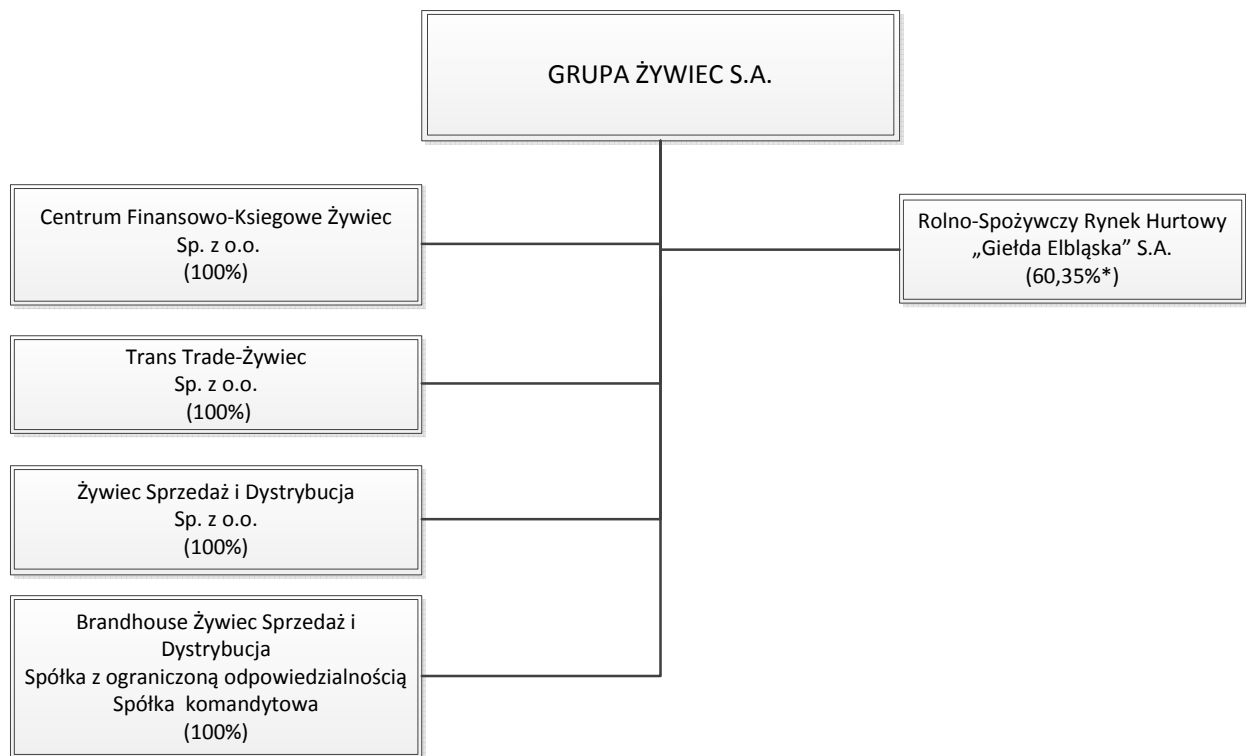 GRUPA ŻYWIEC S.A.
Centrum Finansowo-Ksiegowe Żywiec
Sp. z o.o.
(100%)
Rolno-Spożywczy Rynek Hurtowy
„Giełda Elbląska” S.A.
(60,35%*)
Trans Trade-Żywiec
Sp. z o.o.
(100%)
Żywiec Sprzedaż i Dystrybucja
Sp. z o.o.
(100%)
Brandhouse Żywiec Sprzedaż i
Dystrybucja
Spółka z ograniczoną odpowiedzialnością
Spółka komandytowa
(100%)